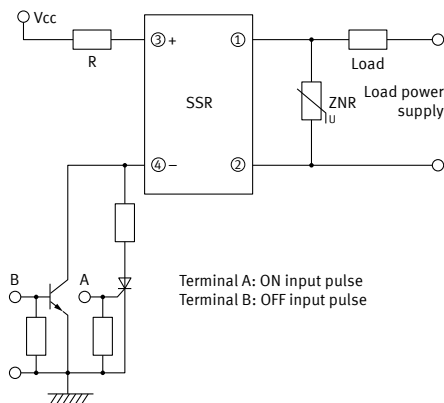 Vcc
R
③ +
SSR
①
Load
ZNR
U
Load power
supply
④ −
②
B
A
Terminal A: ON input pulse
Terminal B: OFF input pulse